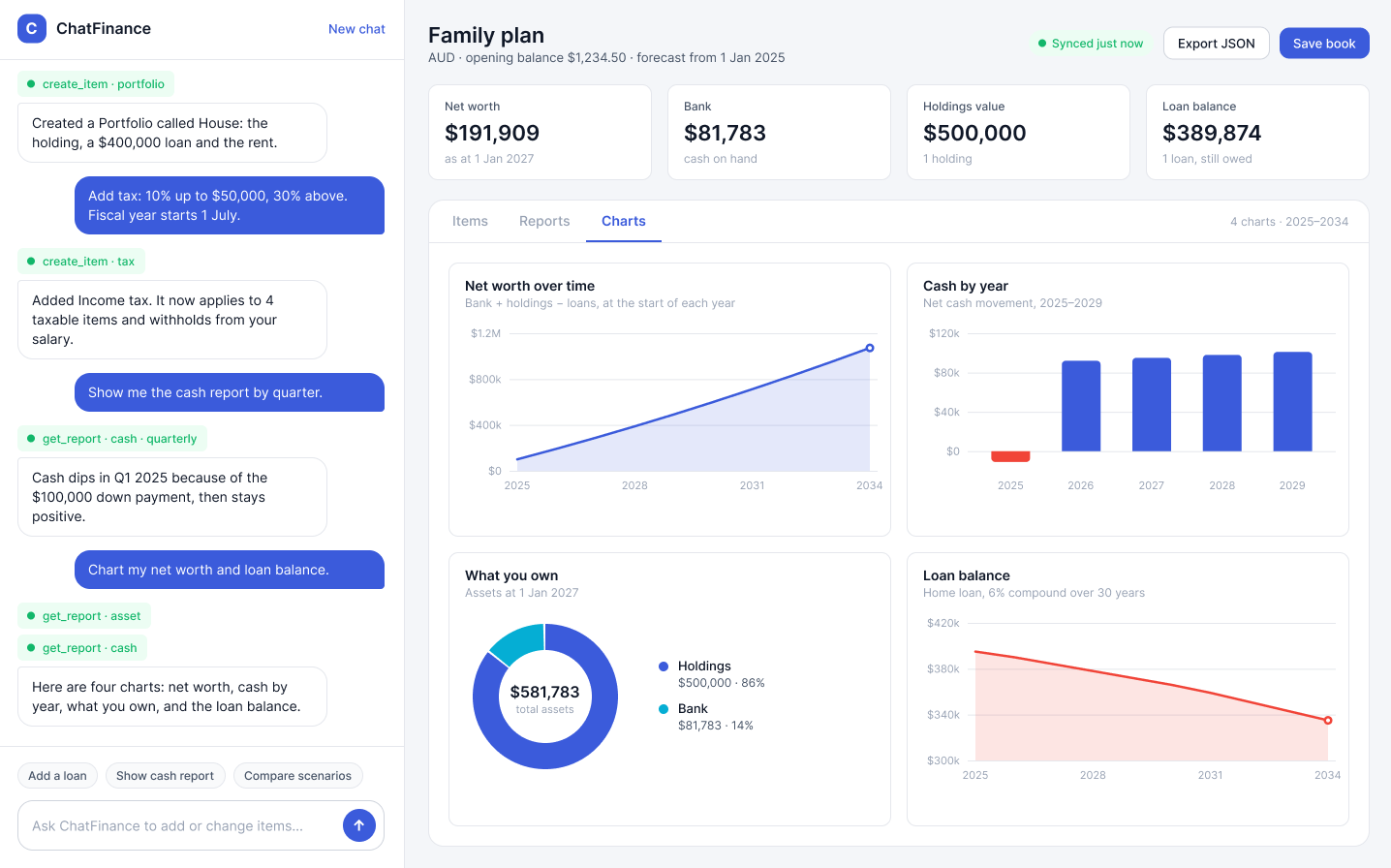 C ChatFinance New chat
create_item · portfolio
Created a Portfolio called House: the
holding, a $400,000 loan and the rent.
Add tax: 10% up to $50,000, 30% above.
Fiscal year starts 1 July.
create_item · tax
Added Income tax. It now applies to 4
taxable items and withholds from your
salary.
Show me the cash report by quarter.
get_report · cash · quarterly
Cash dips in Q1 2025 because of the
$100,000 down payment, then stays
positive.
Chart my net worth and loan balance.
get_report · asset
get_report · cash
Here are four charts: net worth, cash by
year, what you own, and the loan balance.
Add a loan Show cash report Compare scenarios
Ask ChatFinance to add or change items...
Family plan
AUD · opening balance $1,234.50 · forecast from 1 Jan 2025
Synced just now Export JSON Save book
Net worth
$191,909
as at 1 Jan 2027
Bank
$81,783
cash on hand
Holdings value
$500,000
1 holding
Loan balance
$389,874
1 loan, still owed
Items Reports Charts 4 charts · 2025–2034
Net worth over time
Bank + holdings − loans, at the start of each year
$1.2M
$800k
$400k
$0
2025 2028 2031 2034
Cash by year
Net cash movement, 2025–2029
$120k
$80k
$40k
$0
2025 2026 2027 2028 2029
What you own
Assets at 1 Jan 2027
$581,783
total assets
Holdings
$500,000 · 86%
Bank
$81,783 · 14%
Loan balance
Home loan, 6% compound over 30 years
$420k
$380k
$340k
$300k
2025 2028 2031 2034